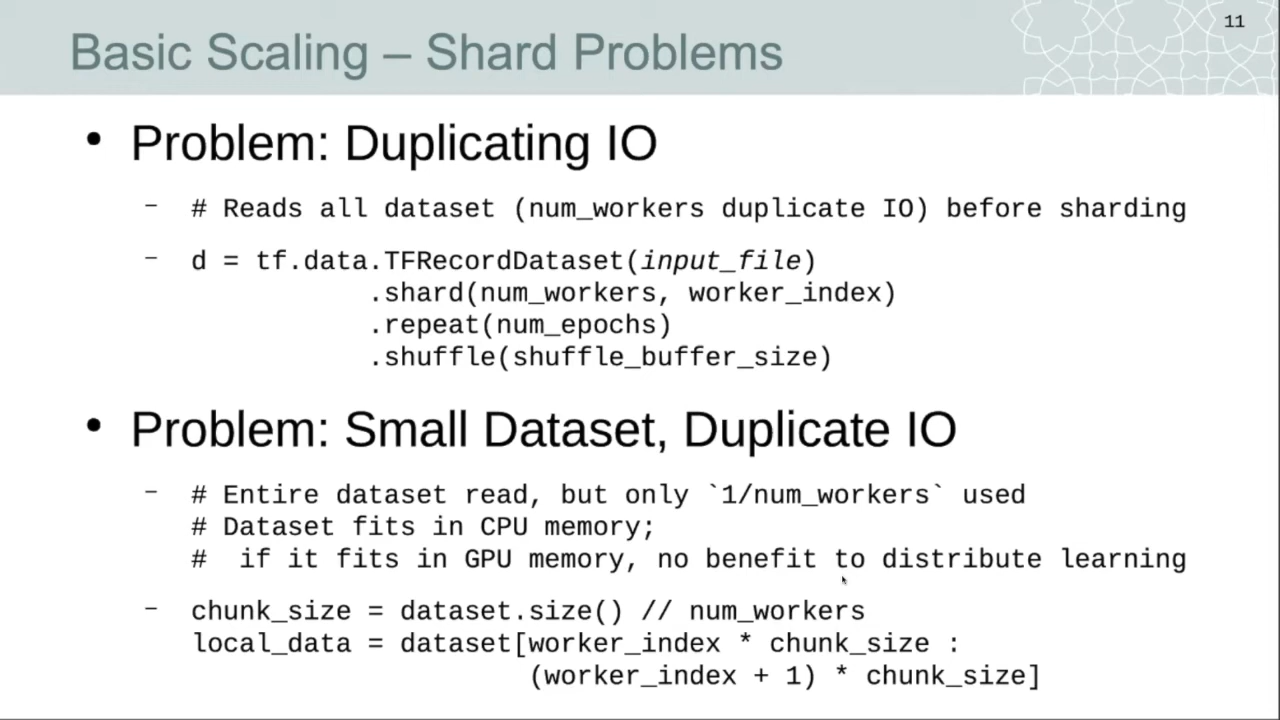 11
Basic Scaling – Shard Problems
• Problem: Duplicating IO
– # Reads all dataset (num_workers duplicate IO) before sharding
– d = tf.data.TFRecordDataset(input_file)
.shard(num_workers, worker_index)
.repeat(num_epochs)
.shuffle(shuffle_buffer_size)
• Problem: Small Dataset, Duplicate IO
– # Entire dataset read, but only `1/num_workers` used
# Dataset fits in CPU memory;
#  if it fits in GPU memory, no benefit to distribute learning
– chunk_size = dataset.size() // num_workers
local_data = dataset[worker_index * chunk_size :
(worker_index + 1) * chunk_size]